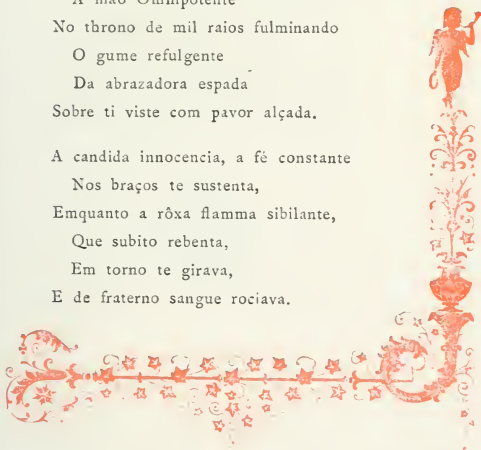 A mão Omnipotente
No throno de mil raios fulminando
O gume refulgente
Da abrazadora espada
Sobre ti viste com pavor alçada.
A candida innocencia, a fé constante
Nos braços te sustenta,
Emquanto a rôxa flamma sibilante,
Que subito rebenta,
Em torno te girava,
E de fraterno sangue rociava.